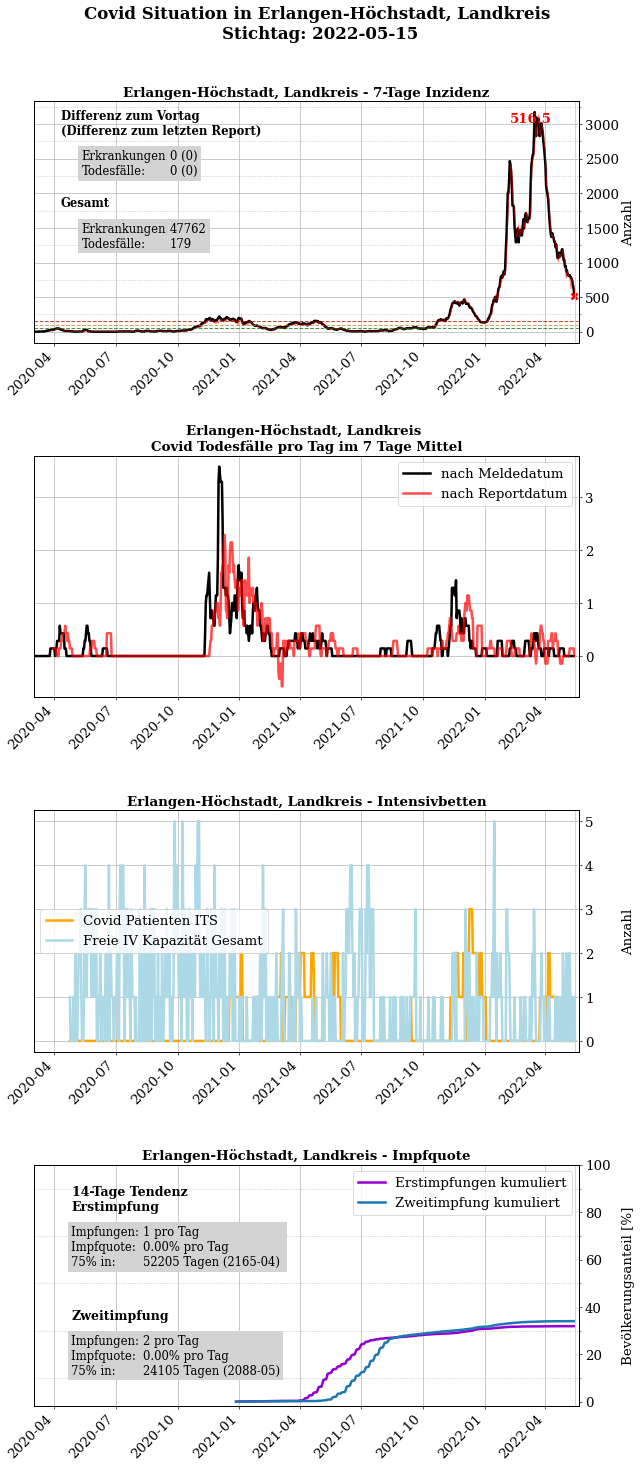 Covid Situation in Erlangen-Höchstadt, Landkreis
Stichtag: 2022-05-15
Erlangen-Höchstadt, Landkreis - 7-Tage Inzidenz
Differenz zum Vortag
(Differenz zum letzten Report)
Erkrankungen 0 (0)
Todesfälle: 0 (0)
Gesamt
Erkrankungen 47762
Todesfälle: 179
516.5
3000
2500
2000
1500
1000
500
0
Anzahl
2020-04
2020-07
2020-10
2021-01
2021-04
2021-07
2021-10
2022-01
2022-04
Erlangen-Höchstadt, Landkreis
Covid Todesfälle pro Tag im 7 Tage Mittel
nach Meldedatum
nach Reportdatum
3
2
1
0
2020-04
2020-07
2020-10
2021-01
2021-04
2021-07
2021-10
2022-01
2022-04
Erlangen-Höchstadt, Landkreis - Intensivbetten
Covid Patienten ITS
Freie IV Kapazität Gesamt
5
4
3
2
1
0
Anzahl
2020-04
2020-07
2020-10
2021-01
2021-04
2021-07
2021-10
2022-01
2022-04
Erlangen-Höchstadt, Landkreis - Impfquote
14-Tage Tendenz
Erstimpfung
Impfungen: 1 pro Tag
Impfquote: 0.00% pro Tag
75% in: 52205 Tagen (2165-04)
Zweitimpfung
Impfungen: 2 pro Tag
Impfquote: 0.00% pro Tag
75% in: 24105 Tagen (2088-05)
Erstimpfungen kumuliert
Zweitimpfung kumuliert
100
80
60
40
20
0
Bevölkerungsanteil [%]
2020-04
2020-07
2020-10
2021-01
2021-04
2021-07
2021-10
2022-01
2022-04